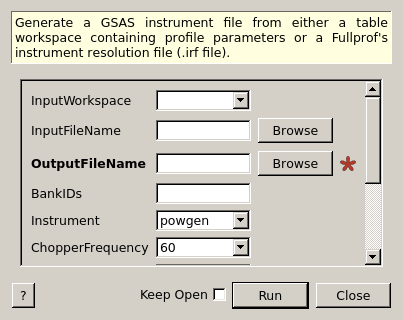 Generate a GSAS instrument file from either a table
workspace containing profile parameters or a Fullprof's
instrument resolution file (.irf file).
InputWorkspace
InputFileName Browse
OutputFileName Browse *
BankIDs
Instrument powgen
ChopperFrequency 60
? Keep Open Run Close